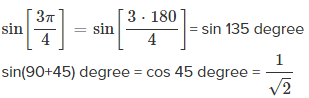 sin[3π/4] = sin[3 · 180/4] = sin 135 degree
sin(90+45) degree = cos 45 degree = 1/√2